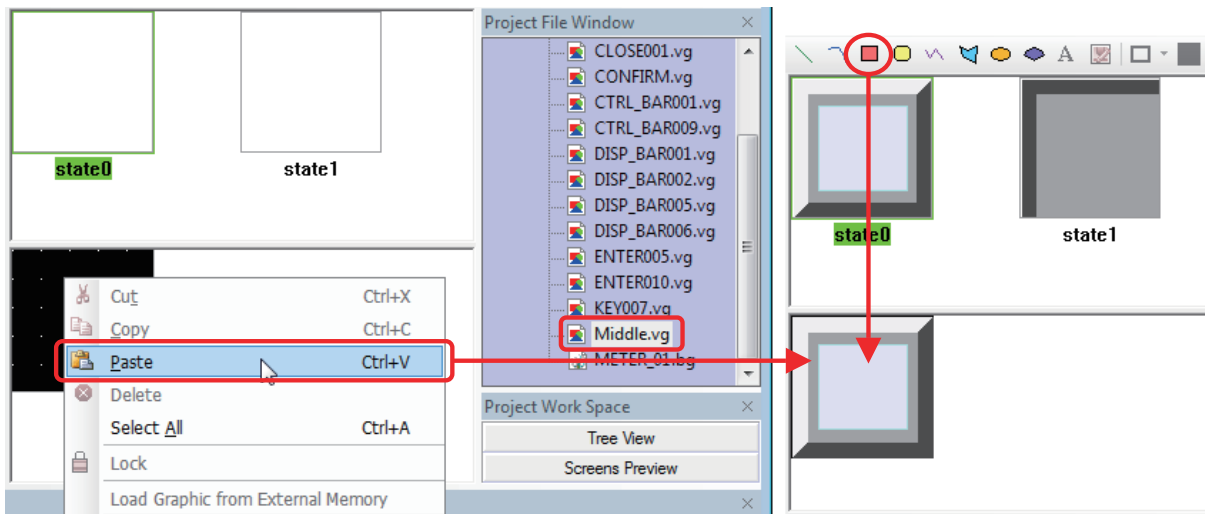 state0
state1
Cut Ctrl+X
Copy Ctrl+C
Paste Ctrl+V
Delete
Select All Ctrl+A
Lock
Load Graphic from External Memory
Project File Window
CLOSE001.vg
CONFIRM.vg
CTRL_BAR001.vg
CTRL_BAR009.vg
DISP_BAR001.vg
DISP_BAR002.vg
DISP_BAR005.vg
DISP_BAR006.vg
ENTER005.vg
ENTER010.vg
KEY007.vg
Middle.vg
METER_01.bg
Project Work Space
Tree View
Screens Preview
A
state0
state1